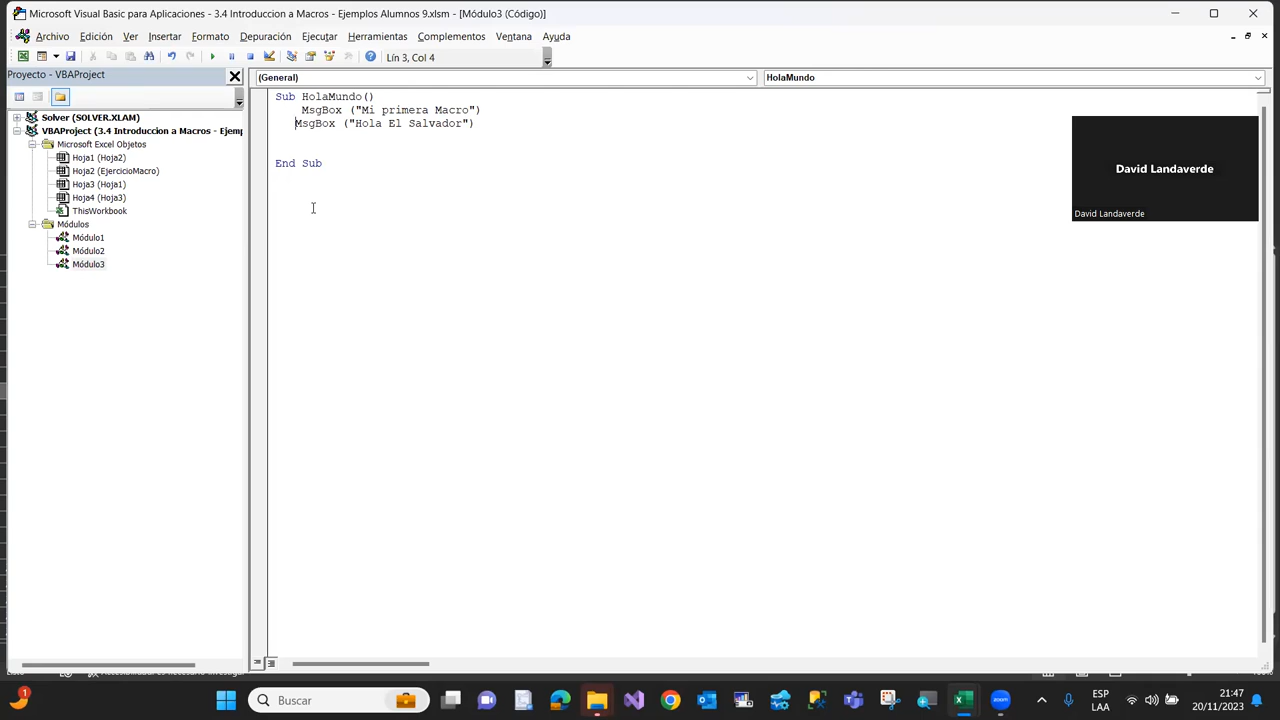 Microsoft Visual Basic para Aplicaciones - 3.4 Introduccion a Macros - Ejemplos Alumnos 9.xlsm - [Módulo3 (Código)]
Archivo Edición Ver Insertar Formato Depuración Ejecutar Herramientas Complementos Ventana Ayuda
Lín 3, Col 4
Proyecto - VBAProject
(General)
HolaMundo
Solver (SOLVER.XLAM)
VBAProject (3.4 Introduccion a Macros - Ejemp
Microsoft Excel Objetos
Hoja1 (Hoja2)
Hoja2 (EjercicioMacro)
Hoja3 (Hoja1)
Hoja4 (Hoja3)
ThisWorkbook
Módulos
Módulo1
Módulo2
Módulo3
Sub HolaMundo()
MsgBox ("Mi primera Macro")
MsgBox ("Hola El Salvador")
End Sub
David Landaverde
David Landaverde
1
Buscar
zoom
ESP
LAA
21:47
20/11/2023